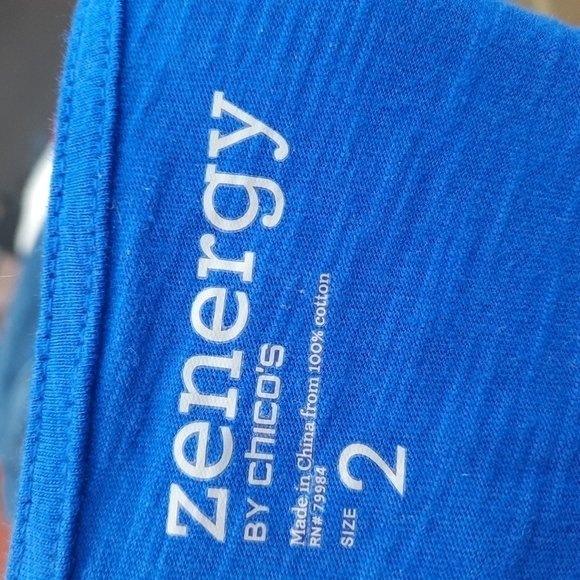 zenergy
BY CHICO'S
Made in China from 100% cotton
RN# 79984
SIZE 2